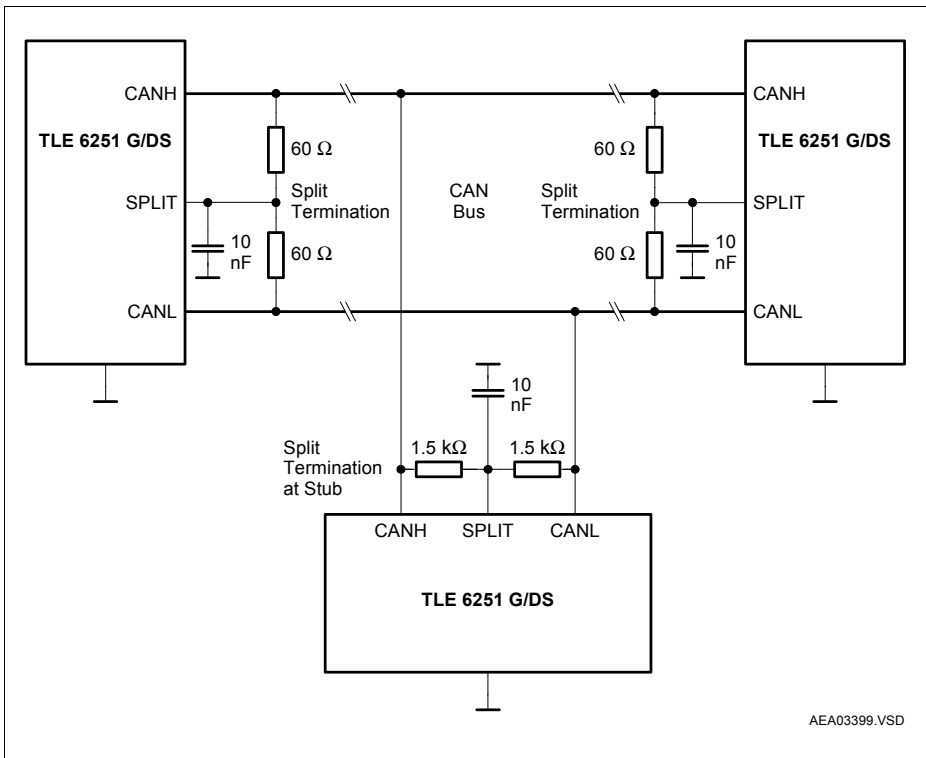 CANH
TLE 6251 G/DS
SPLIT
CANL
60 Ω
Split
Termination
60 Ω
10
nF
CAN
Bus
60 Ω
Split
Termination
60 Ω
10
nF
CANH
TLE 6251 G/DS
SPLIT
CANL
10
nF
Split
Termination
at Stub
1.5 kΩ
1.5 kΩ
CANH SPLIT CANL
TLE 6251 G/DS
AEA03399.VSD